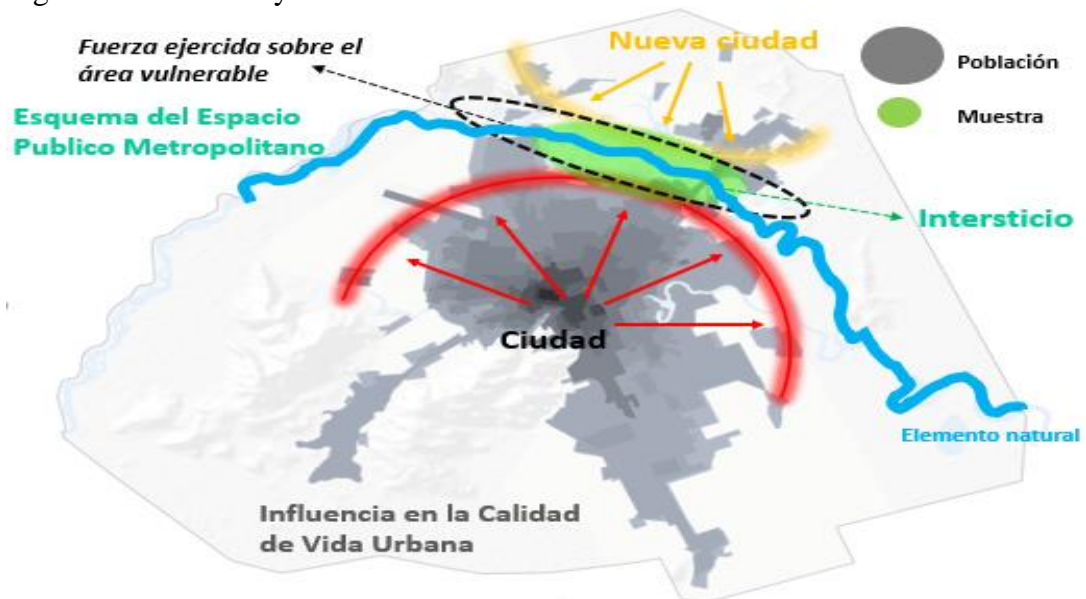 Fuerza ejercida sobre el
área vulnerable
Nueva ciudad
Población
Esquema del Espacio
Publico Metropolitano
Muestra
Intersticio
Ciudad
Elemento natural
Influencia en la Calidad
de Vida Urbana